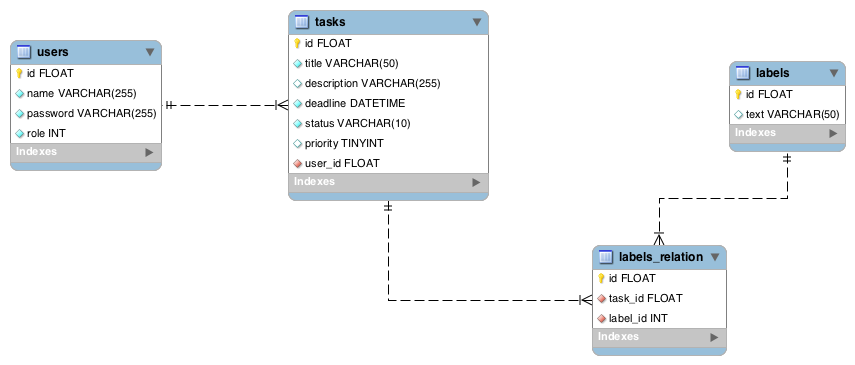 users
id FLOAT
name VARCHAR(255)
password VARCHAR(255)
role INT
Indexes
tasks
id FLOAT
title VARCHAR(50)
description VARCHAR(255)
deadline DATETIME
status VARCHAR(10)
priority TINYINT
user_id FLOAT
Indexes
labels
id FLOAT
text VARCHAR(50)
Indexes
labels_relation
id FLOAT
task_id FLOAT
label_id INT
Indexes